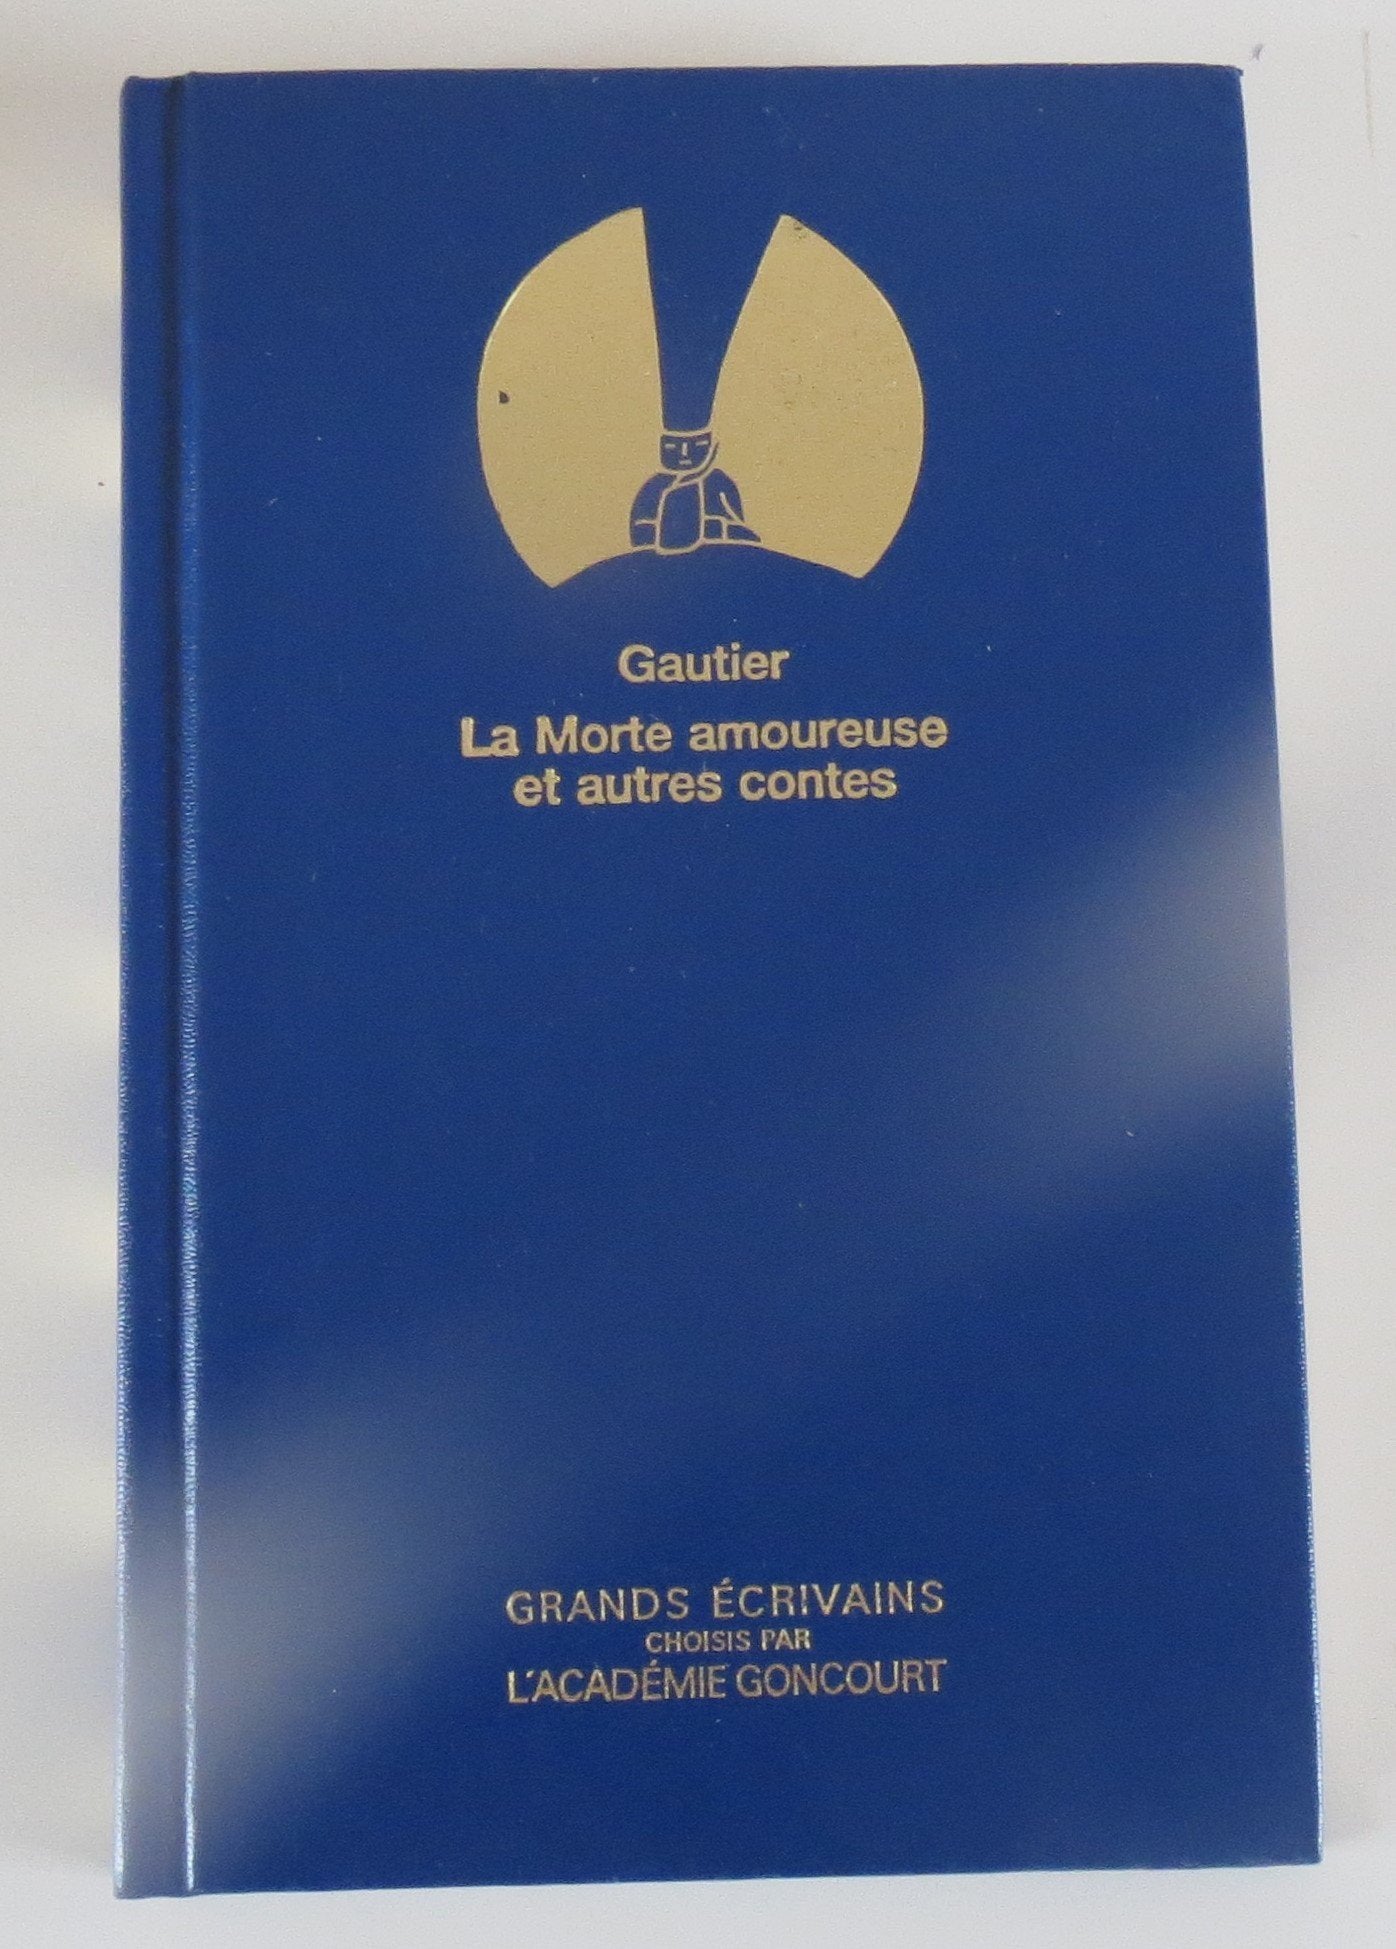 Gautier
La Morte amoureuse
et autres contes
GRANDS ÉCRIVAINS
CHOISIS PAR
L'ACADÉMIE GONCOURT